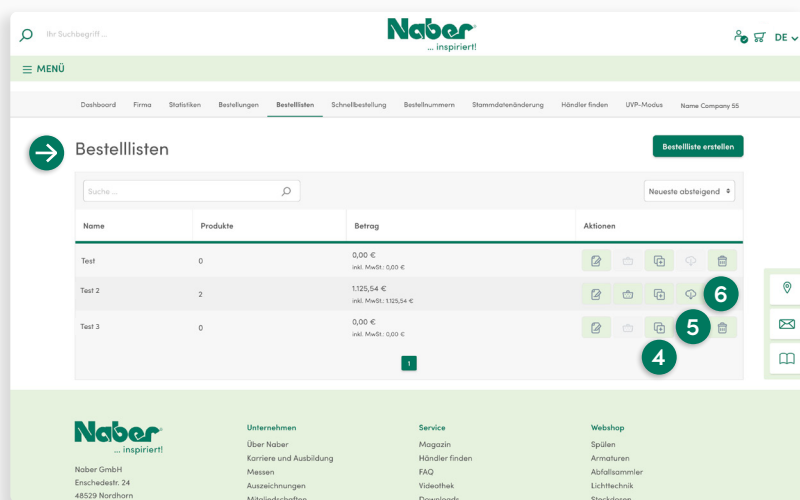 Ihr Suchbegriff ...
Naber
... inspiriert!
DE
MENÜ
Dashboard Firma Statistiken Bestellungen Bestelllisten Schnellbestellung Bestellnummern Stammdatenänderung Händler finden UVP-Modus Name Company 55
Bestelllisten
Bestellliste erstellen
Suche ...
Neueste absteigend
Name Produkte Betrag Aktionen
Test 0 0,00 €
inkl. MwSt: 0,00 €
Test 2 2 1.125,54 €
inkl. MwSt: 1.125,54 €
6
Test 3 0 0,00 €
inkl. MwSt: 0,00 €
5
4
1
Naber
... inspiriert!
Naber GmbH
Enschedestr. 24
48529 Nordhorn
Unternehmen
Über Naber
Karriere und Ausbildung
Messen
Auszeichnungen
Mitgliedschaften
Service
Magazin
Händler finden
FAQ
Videothek
Downloads
Webshop
Spülen
Armaturen
Abfallsammler
Lichttechnik
Steckdosen